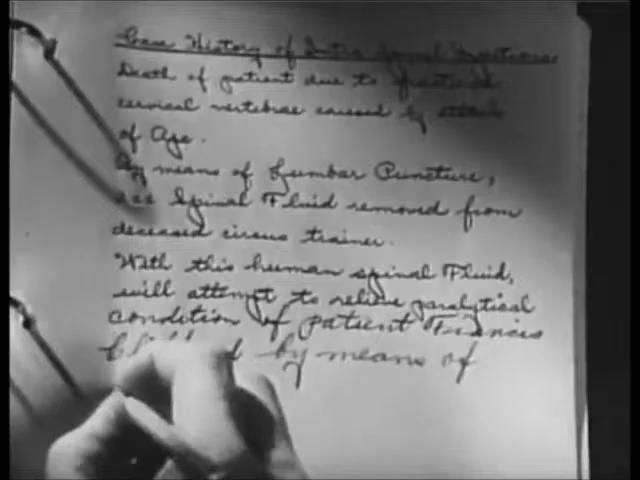 Case History of Intra Spinal Injections
Death of patient due to fractured
cervical vertebrae caused by attack
of Ape.
By means of Lumbar Puncture,
Spinal Fluid removed from
deceased circus trainer.
With this human spinal Fluid,
will attempt to relieve paralytical
condition of patient Francis
by means of